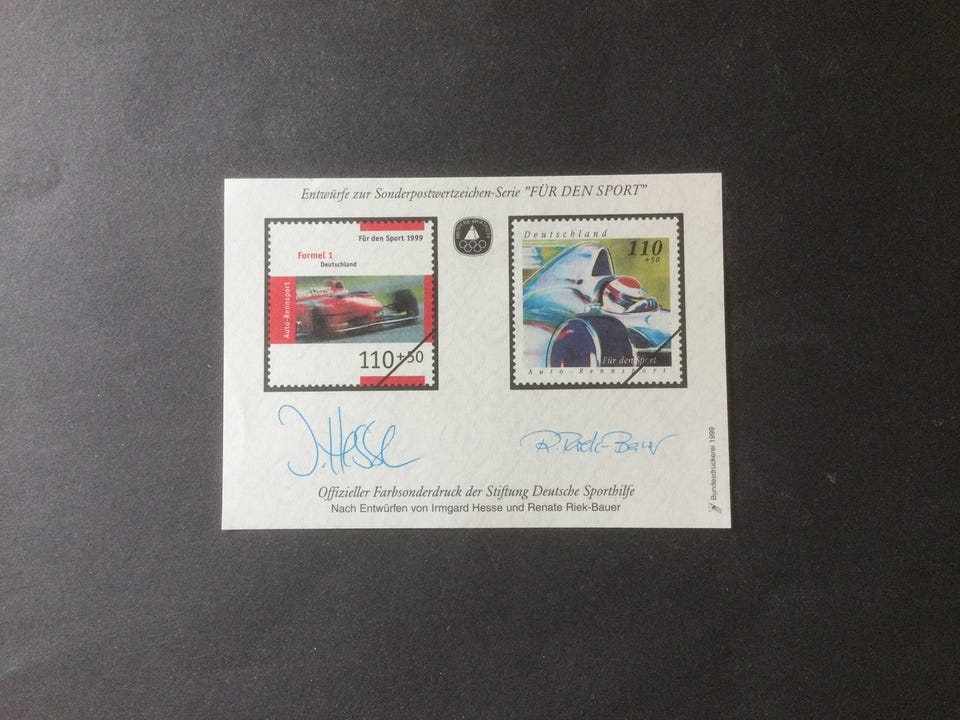 Entwürfe zur Sonderpostwertzeichen-Serie "FÜR DEN SPORT"
Für den Sport 1999
Formel 1
Deutschland
Auto-Rennsport
110+50
DEUTSCHE SPORTHILFE
Deutschland
110
+50
Für den Sport
Auto-Rennsport
I. Hesse
R. Riek-Bauer
Offizieller Farbsonderdruck der Stiftung Deutsche Sporthilfe
Nach Entwürfen von Irmgard Hesse und Renate Riek-Bauer
Bundesdruckerei 1999